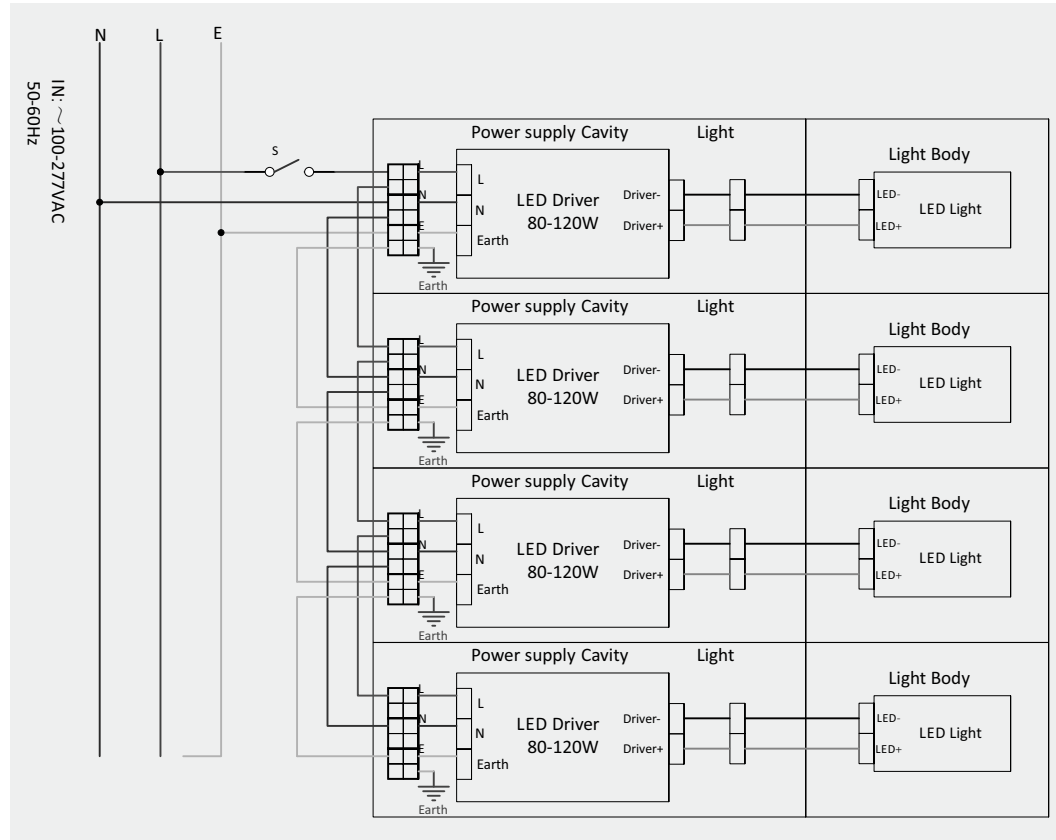 N L E
IN: ～100-277VAC
50-60Hz
S
Power supply Cavity Light
Light Body
L
L
N
N
E
Earth
Earth
LED Driver
80-120W
Driver-
Driver+
LED-
LED+
LED Light
Power supply Cavity Light
Light Body
L
L
N
N
E
Earth
Earth
LED Driver
80-120W
Driver-
Driver+
LED-
LED+
LED Light
Power supply Cavity Light
Light Body
L
L
N
N
E
Earth
Earth
LED Driver
80-120W
Driver-
Driver+
LED-
LED+
LED Light
Power supply Cavity Light
Light Body
L
L
N
N
E
Earth
Earth
LED Driver
80-120W
Driver-
Driver+
LED-
LED+
LED Light